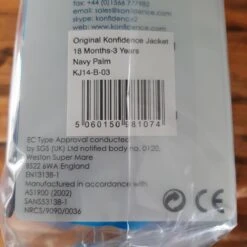 fax: +44 (0)1566 777982
email: sales@konfidence.com
skype: konfidence2
web: www.konfidence.com
Original Konfidence Jacket
18 Months-3 Years
Navy Palm
KJ14-B-03
5 060150 981074
EC Type Approval conducted
by SGS (UK) Ltd notified body no. 0120,
Weston Super Mare
BS22 6WA England
EN13138-1
Manufactured in accordance with
AS1900 (2002)
SANS53138-1
NRCS/9090/0036